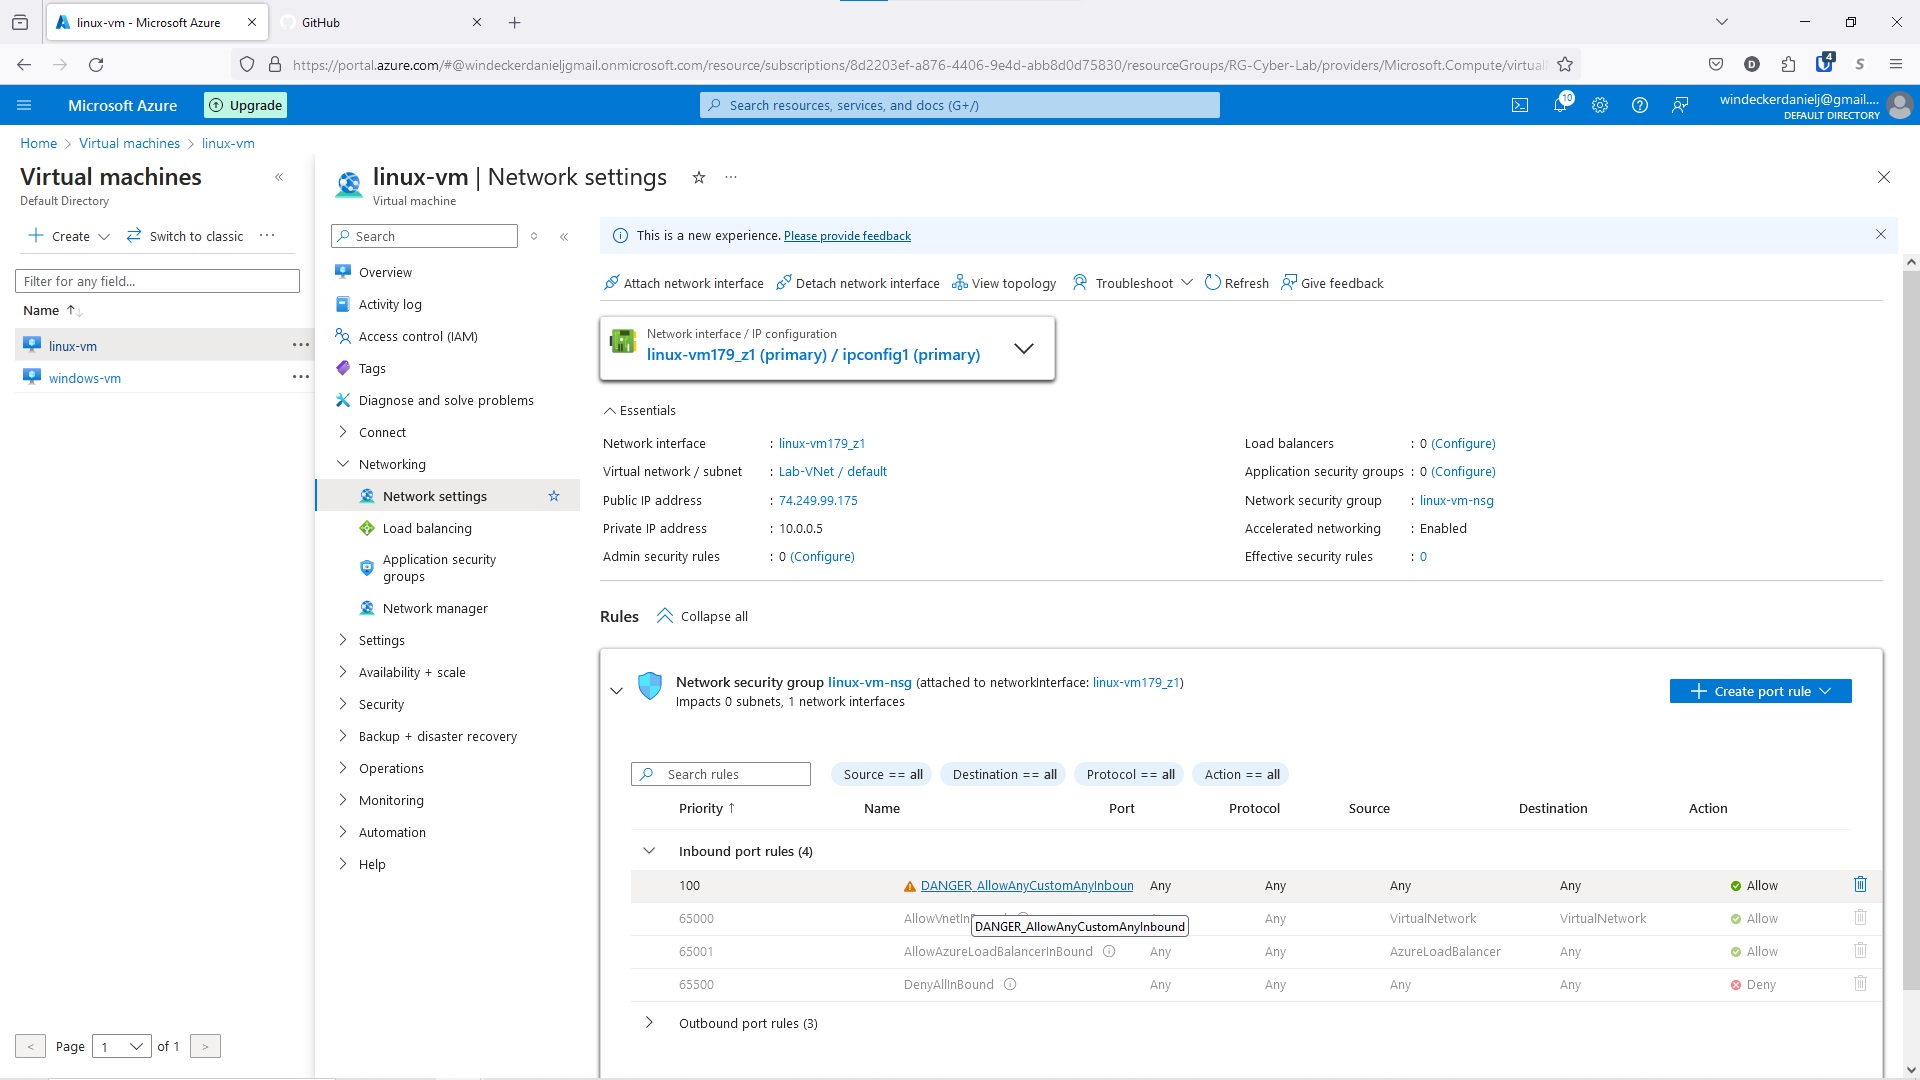 linux-vm - Microsoft Azure
GitHub
https://portal.azure.com/#@windeckerdanieljgmail.onmicrosoft.com/resource/subscriptions/8d2203ef-a876-4406-9e4d-abb8d0d75830/resourceGroups/RG-Cyber-Lab/providers/Microsoft.Compute/virtual
D
4
S
Microsoft Azure
Upgrade
Search resources, services, and docs (G+/)
10
windeckerdanielj@gmail....
DEFAULT DIRECTORY
Home > Virtual machines > linux-vm
Virtual machines
Default Directory
Create
Switch to classic
Filter for any field...
Name
linux-vm
windows-vm
< Page 1 of 1 >
linux-vm | Network settings
Virtual machine
Search
Overview
Activity log
Access control (IAM)
Tags
Diagnose and solve problems
Connect
Networking
Network settings
Load balancing
Application security
groups
Network manager
Settings
Availability + scale
Security
Backup + disaster recovery
Operations
Monitoring
Automation
Help
This is a new experience. Please provide feedback
Attach network interface
Detach network interface
View topology
Troubleshoot
Refresh
Give feedback
Network interface / IP configuration
linux-vm179_z1 (primary) / ipconfig1 (primary)
Essentials
Network interface : linux-vm179_z1
Virtual network / subnet : Lab-VNet / default
Public IP address : 74.249.99.175
Private IP address : 10.0.0.5
Admin security rules : 0 (Configure)
Load balancers : 0 (Configure)
Application security groups : 0 (Configure)
Network security group : linux-vm-nsg
Accelerated networking : Enabled
Effective security rules : 0
Rules
Collapse all
Network security group linux-vm-nsg (attached to networkInterface: linux-vm179_z1)
Impacts 0 subnets, 1 network interfaces
Create port rule
Search rules
Source == all
Destination == all
Protocol == all
Action == all
Priority ↑ Name Port Protocol Source Destination Action
Inbound port rules (4)
100 DANGER_AllowAnyCustomAnyInboun Any Any Any Any Allow
65000 AllowVnetIn Any VirtualNetwork VirtualNetwork Allow
DANGER_AllowAnyCustomAnyInbound
65001 AllowAzureLoadBalancerInBound Any Any AzureLoadBalancer Any Allow
65500 DenyAllInBound Any Any Any Any Deny
Outbound port rules (3)